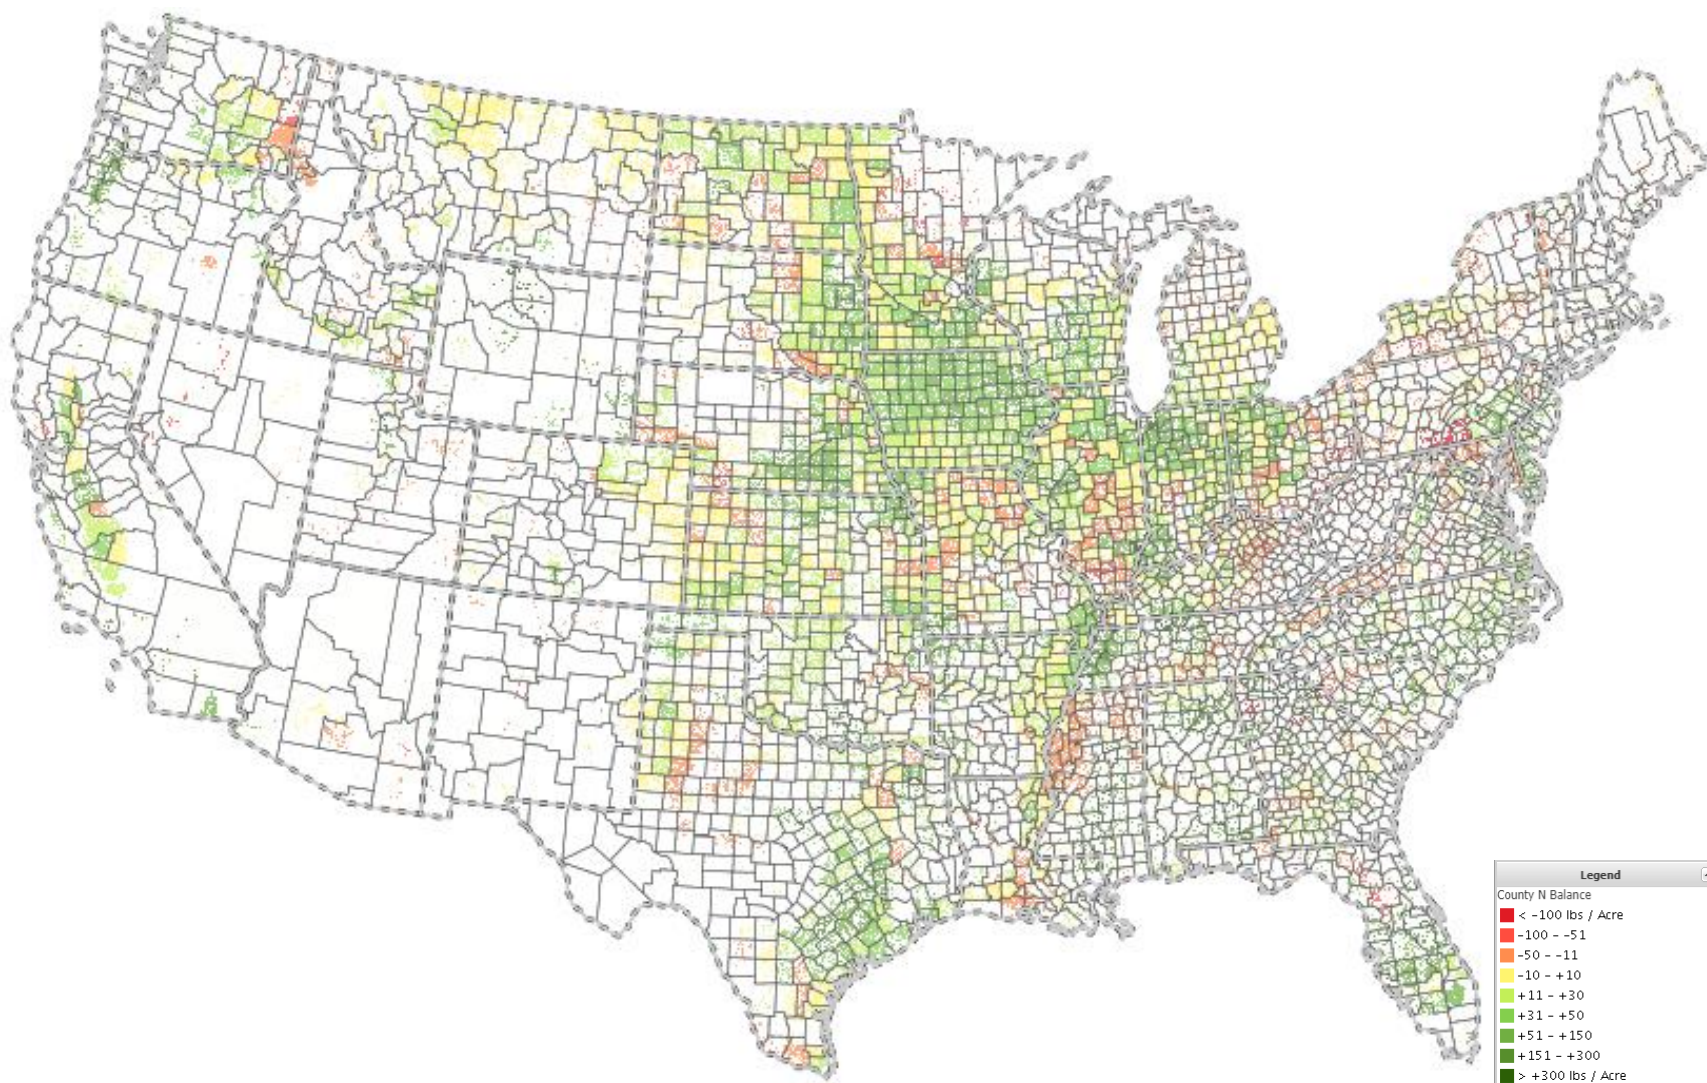 Legend
County N Balance
< -100 lbs / Acre
-100 - -51
-50 - -11
-10 - +10
+11 - +30
+31 - +50
+51 - +150
+151 - +300
> +300 lbs / Acre